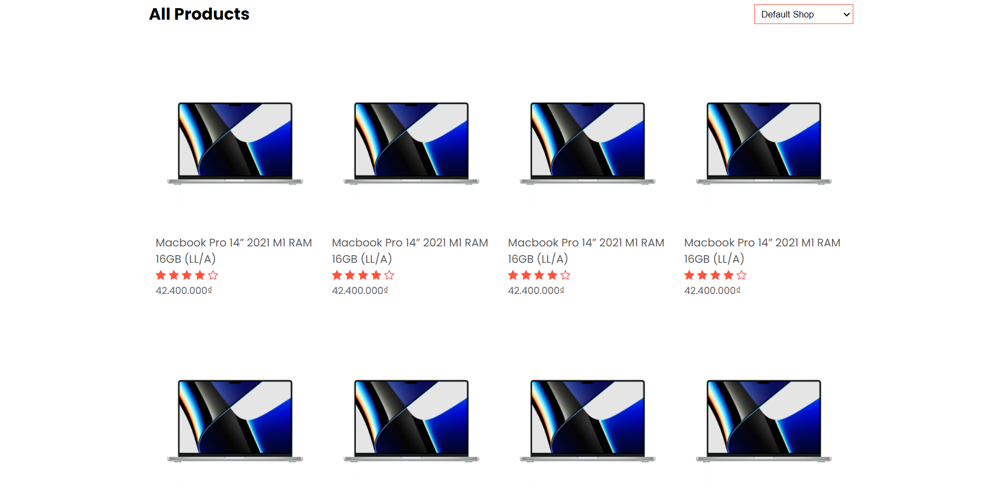 All Products
Default Shop
Macbook Pro 14” 2021 M1 RAM
16GB (LL/A)
42.400.000₫
Macbook Pro 14” 2021 M1 RAM
16GB (LL/A)
42.400.000₫
Macbook Pro 14” 2021 M1 RAM
16GB (LL/A)
42.400.000₫
Macbook Pro 14” 2021 M1 RAM
16GB (LL/A)
42.400.000₫